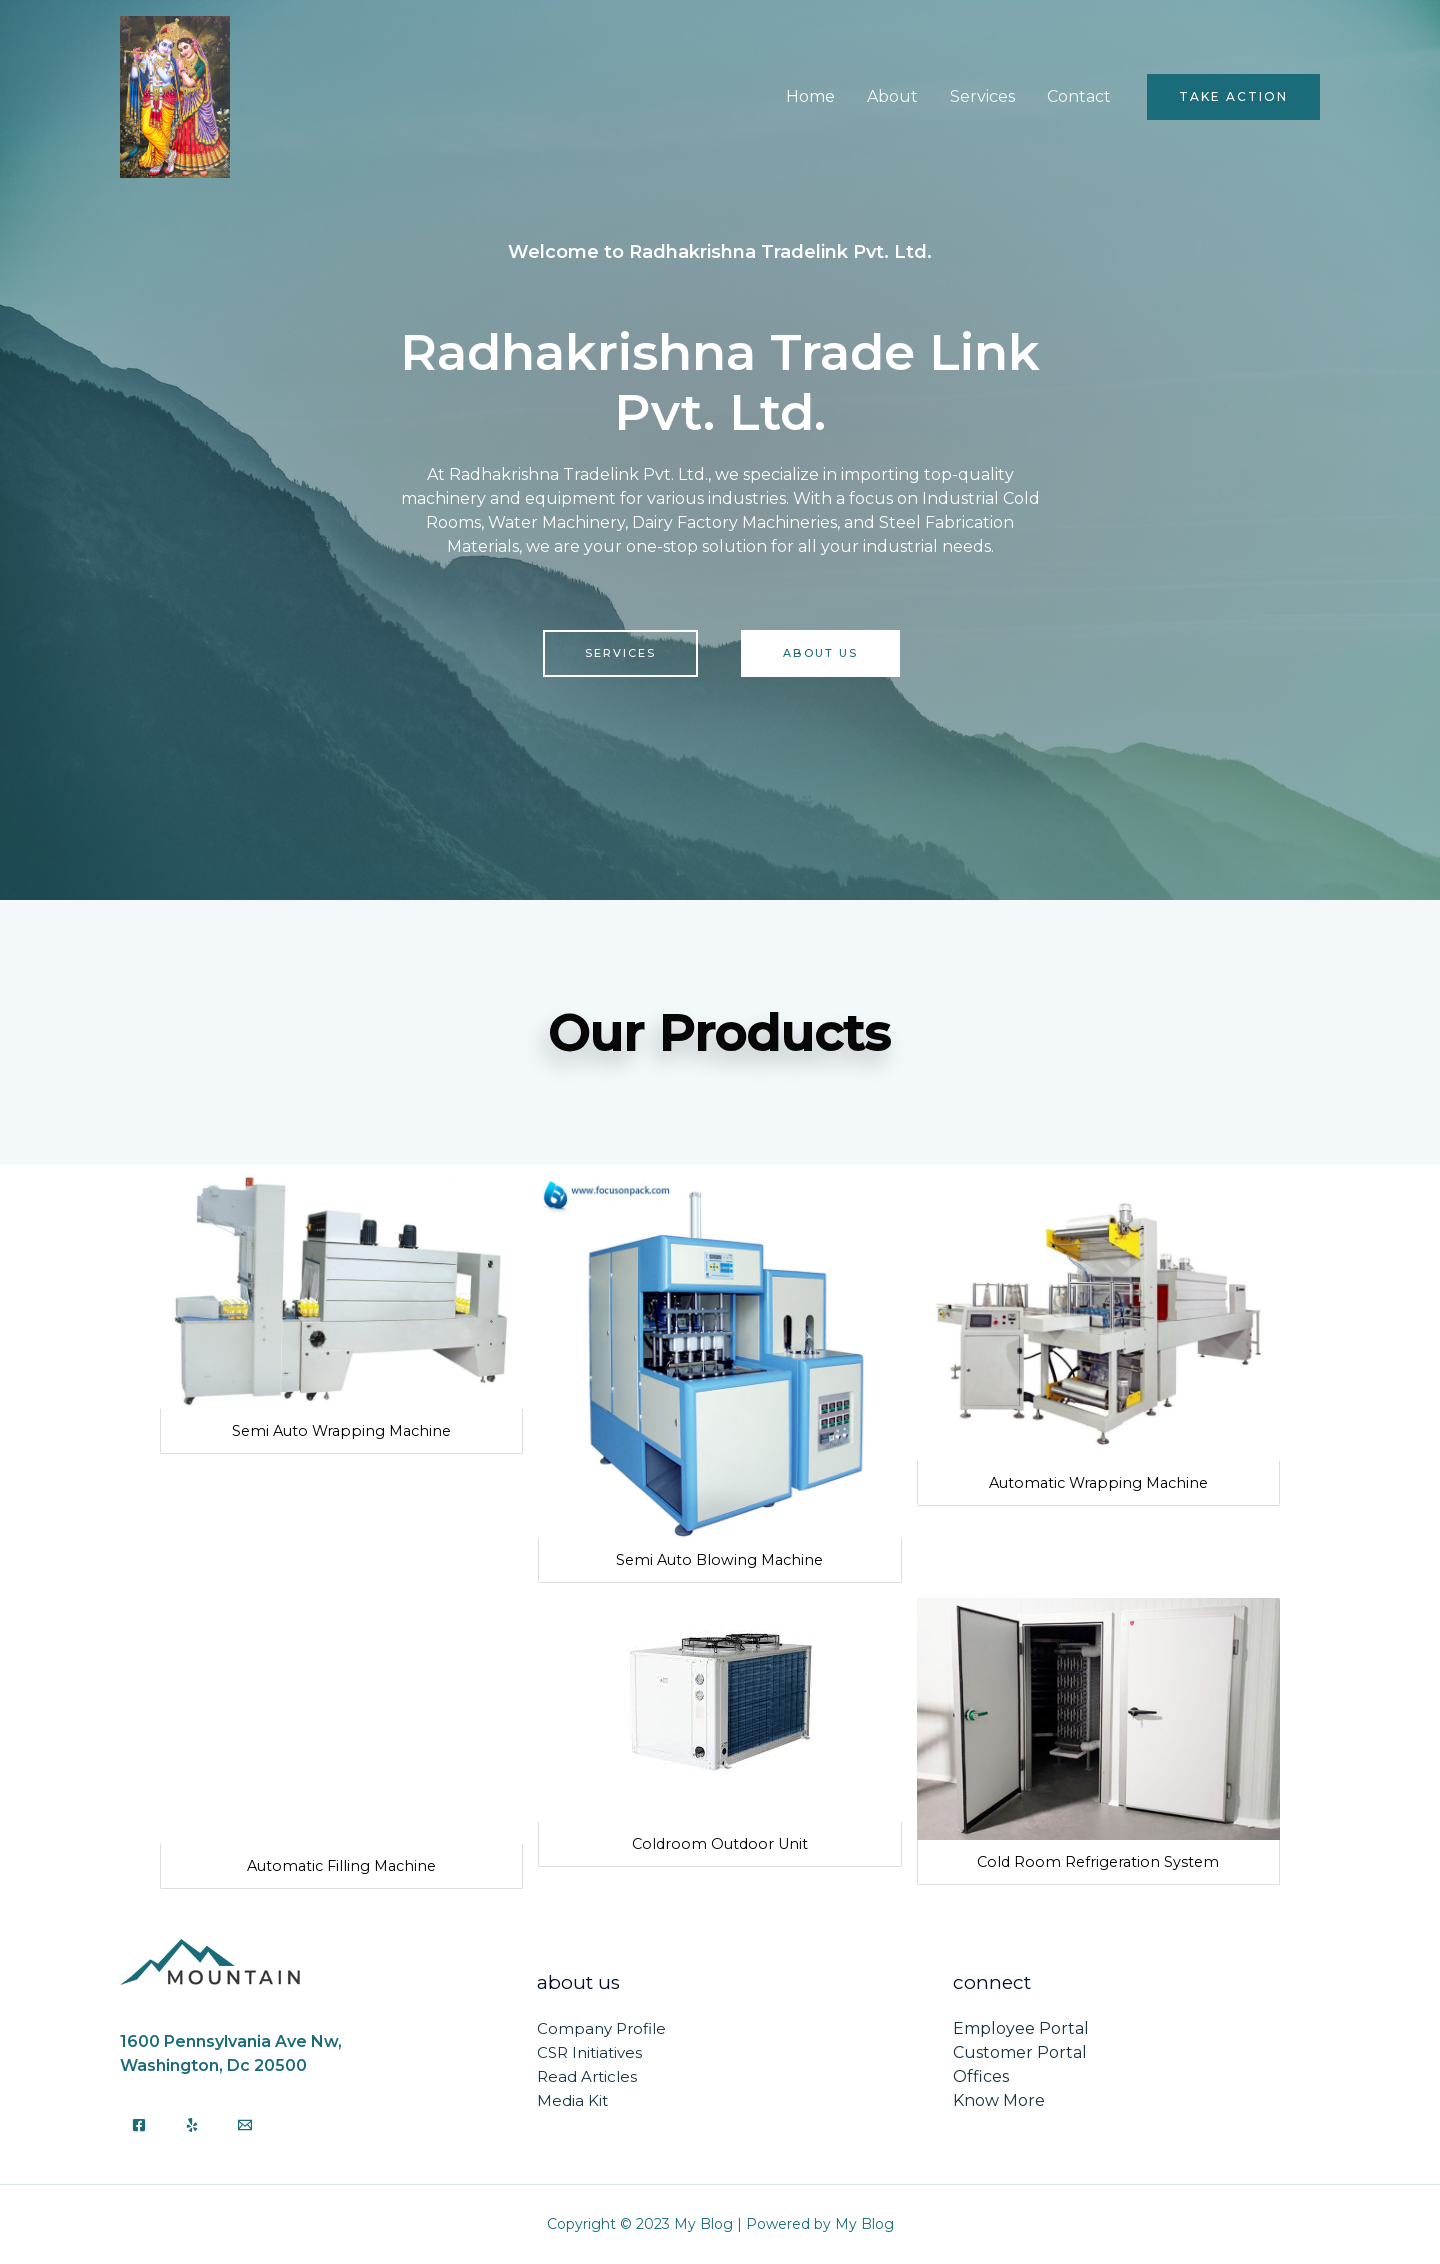 Home About Services Contact TAKE ACTION
Welcome to Radhakrishna Tradelink Pvt. Ltd.
Radhakrishna Trade Link
Pvt. Ltd.
At Radhakrishna Tradelink Pvt. Ltd., we specialize in importing top-quality
machinery and equipment for various industries. With a focus on Industrial Cold
Rooms, Water Machinery, Dairy Factory Machineries, and Steel Fabrication
Materials, we are your one-stop solution for all your industrial needs.
SERVICES ABOUT US
Our Products
www.focusonpack.com
Semi Auto Wrapping Machine
Semi Auto Blowing Machine
Automatic Wrapping Machine
Automatic Filling Machine
Coldroom Outdoor Unit
Cold Room Refrigeration System
MOUNTAIN
1600 Pennsylvania Ave Nw,
Washington, Dc 20500
about us
Company Profile
CSR Initiatives
Read Articles
Media Kit
connect
Employee Portal
Customer Portal
Offices
Know More
Copyright © 2023 My Blog | Powered by My Blog